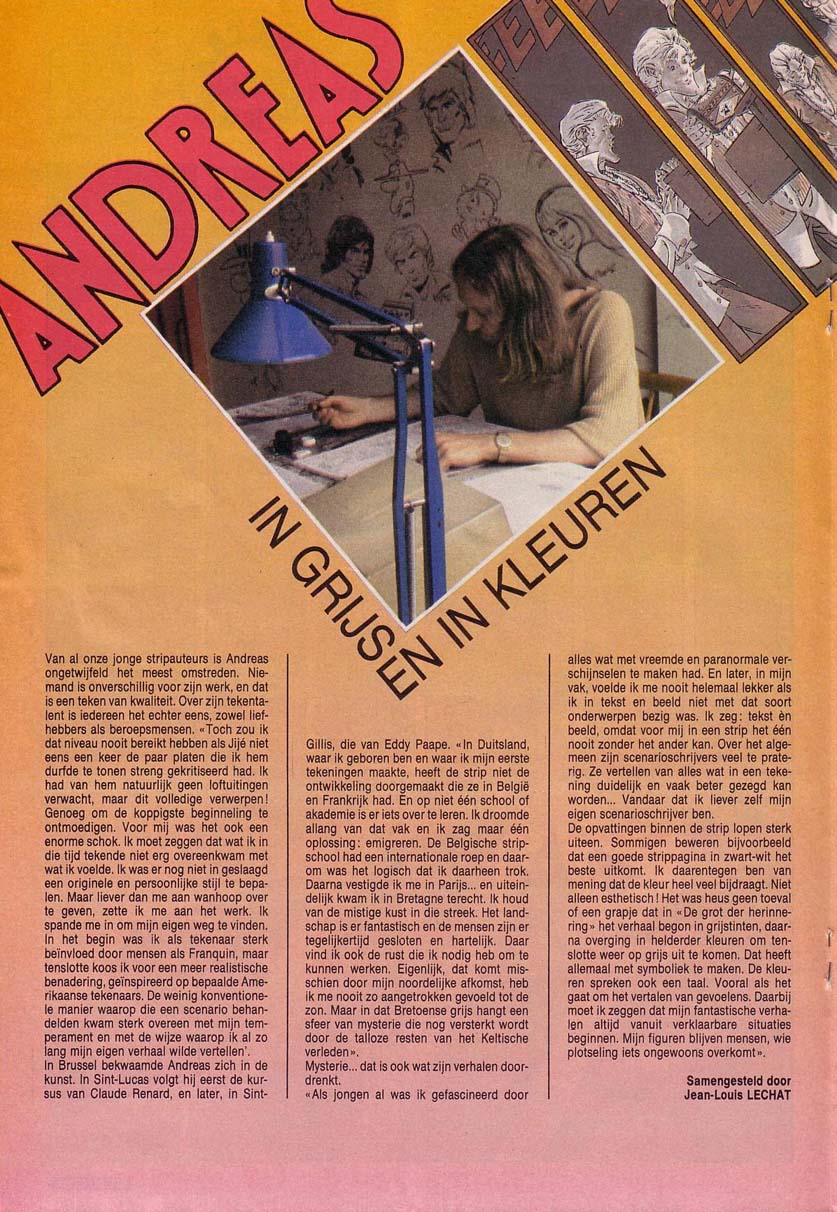 ANDREAS
IN GRIJS
EN IN KLEUREN
Van al onze jonge stripauteurs is Andreas
ongetwijfeld het meest omstreden. Nie-
mand is onverschillig voor zijn werk, en dat
is een teken van kwaliteit. Over zijn tekenta-
lent is iedereen het echter eens, zowel lief-
hebbers als beroepsmensen. «Toch zou ik
dat niveau nooit bereikt hebben als Jijé niet
eens een keer de paar platen die ik hem
durfde te tonen streng gekritiseerd had. Ik
had van hem natuurlijk geen loftuitingen
verwacht, maar dit volledige verwerpen!
Genoeg om de koppigste beginneling te
ontmoedigen. Voor mij was het ook een
enorme schok. Ik moet zeggen dat wat ik in
die tijd tekende niet erg overeenkwam met
wat ik voelde. Ik was er nog niet in geslaagd
een originele en persoonlijke stijl te bepa-
len. Maar liever dan me aan wanhoop over
te geven, zette ik me aan het werk. Ik
spande me in om mijn eigen weg te vinden.
In het begin was ik als tekenaar sterk
beïnvloed door mensen als Franquin, maar
tenslotte koos ik voor een meer realistische
benadering, geïnspireerd op bepaalde Ame-
rikaanse tekenaars. De weinig konventione-
le manier waarop die een scenario behan-
delden kwam sterk overeen met mijn tem-
perament en met de wijze waarop ik al zo
lang mijn eigen verhaal wilde vertellen'.
In Brussel bekwaamde Andreas zich in de
kunst. In Sint-Lucas volgt hij eerst de kur-
sus van Claude Renard, en later, in Sint-
Gillis, die van Eddy Paape. «In Duitsland,
waar ik geboren ben en waar ik mijn eerste
tekeningen maakte, heeft de strip niet de
ontwikkeling doorgemaakt die ze in België
en Frankrijk had. En op niet één school of
akademie is er iets over te leren. Ik droomde
allang van dat vak en ik zag maar één
oplossing: emigreren. De Belgische strip-
school had een internationale roep en daar-
om was het logisch dat ik daarheen trok.
Daarna vestigde ik me in Parijs... en uitein-
delijk kwam ik in Bretagne terecht. Ik houd
van de mistige kust in die streek. Het land-
schap is er fantastisch en de mensen zijn er
tegelijkertijd gesloten en hartelijk. Daar
vind ik ook de rust die ik nodig heb om te
kunnen werken. Eigenlijk, dat komt mis-
schien door mijn noordelijke afkomst, heb
ik me nooit zo aangetrokken gevoeld tot de
zon. Maar in dat Bretoense grijs hangt een
sfeer van mysterie die nog versterkt wordt
door de talloze resten van het Keltische
verleden».
Mysterie... dat is ook wat zijn verhalen door-
drenkt.
«Als jongen al was ik gefascineerd door
alles wat met vreemde en paranormale ver-
schijnselen te maken had. En later, in mijn
vak, voelde ik me nooit helemaal lekker als
ik in tekst en beeld niet met dat soort
onderwerpen bezig was. Ik zeg: tekst èn
beeld, omdat voor mij in een strip het één
nooit zonder het ander kan. Over het alge-
meen zijn scenarioschrijvers veel te prate-
rig. Ze vertellen van alles wat in een teke-
ning duidelijk en vaak beter gezegd kan
worden... Vandaar dat ik liever zelf mijn
eigen scenarioschrijver ben.
De opvattingen binnen de strip lopen sterk
uiteen. Sommigen beweren bijvoorbeeld
dat een goede strippagina in zwart-wit het
beste uitkomt. Ik daarentegen ben van
mening dat de kleur heel veel bijdraagt. Niet
alleen esthetisch! Het was heus geen toeval
of een grapje dat in «De grot der herinne-
ring» het verhaal begon in grijstinten, daar-
na overging in helderder kleuren om ten-
slotte weer op grijs uit te komen. Dat heeft
allemaal met symboliek te maken. De kleu-
ren spreken ook een taal. Vooral als het
gaat om het vertalen van gevoelens. Daarbij
moet ik zeggen dat mijn fantastische verha-
len altijd vanuit verklaarbare situaties
beginnen. Mijn figuren blijven mensen, wie
plotseling iets ongewoons overkomt».
Samengesteld door
Jean-Louis LECHAT